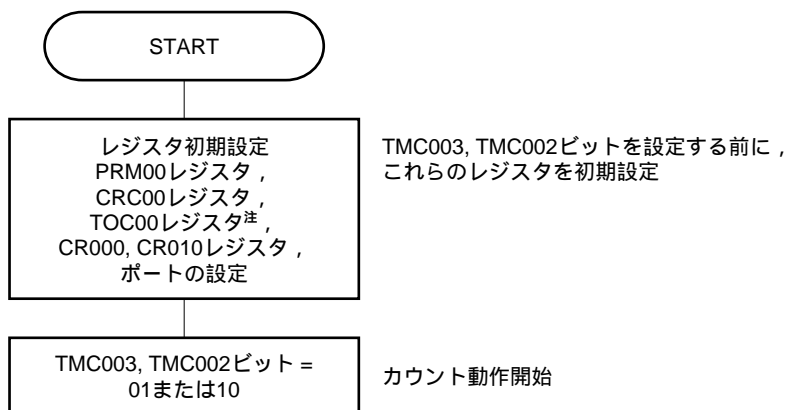 START
レジスタ初期設定
PRM00レジスタ，
CRC00レジスタ，
TOC00レジスタ注，
CR000, CR010レジスタ，
ポートの設定
TMC003, TMC002ビットを設定する前に，
これらのレジスタを初期設定
TMC003, TMC002ビット =
01または10
カウント動作開始